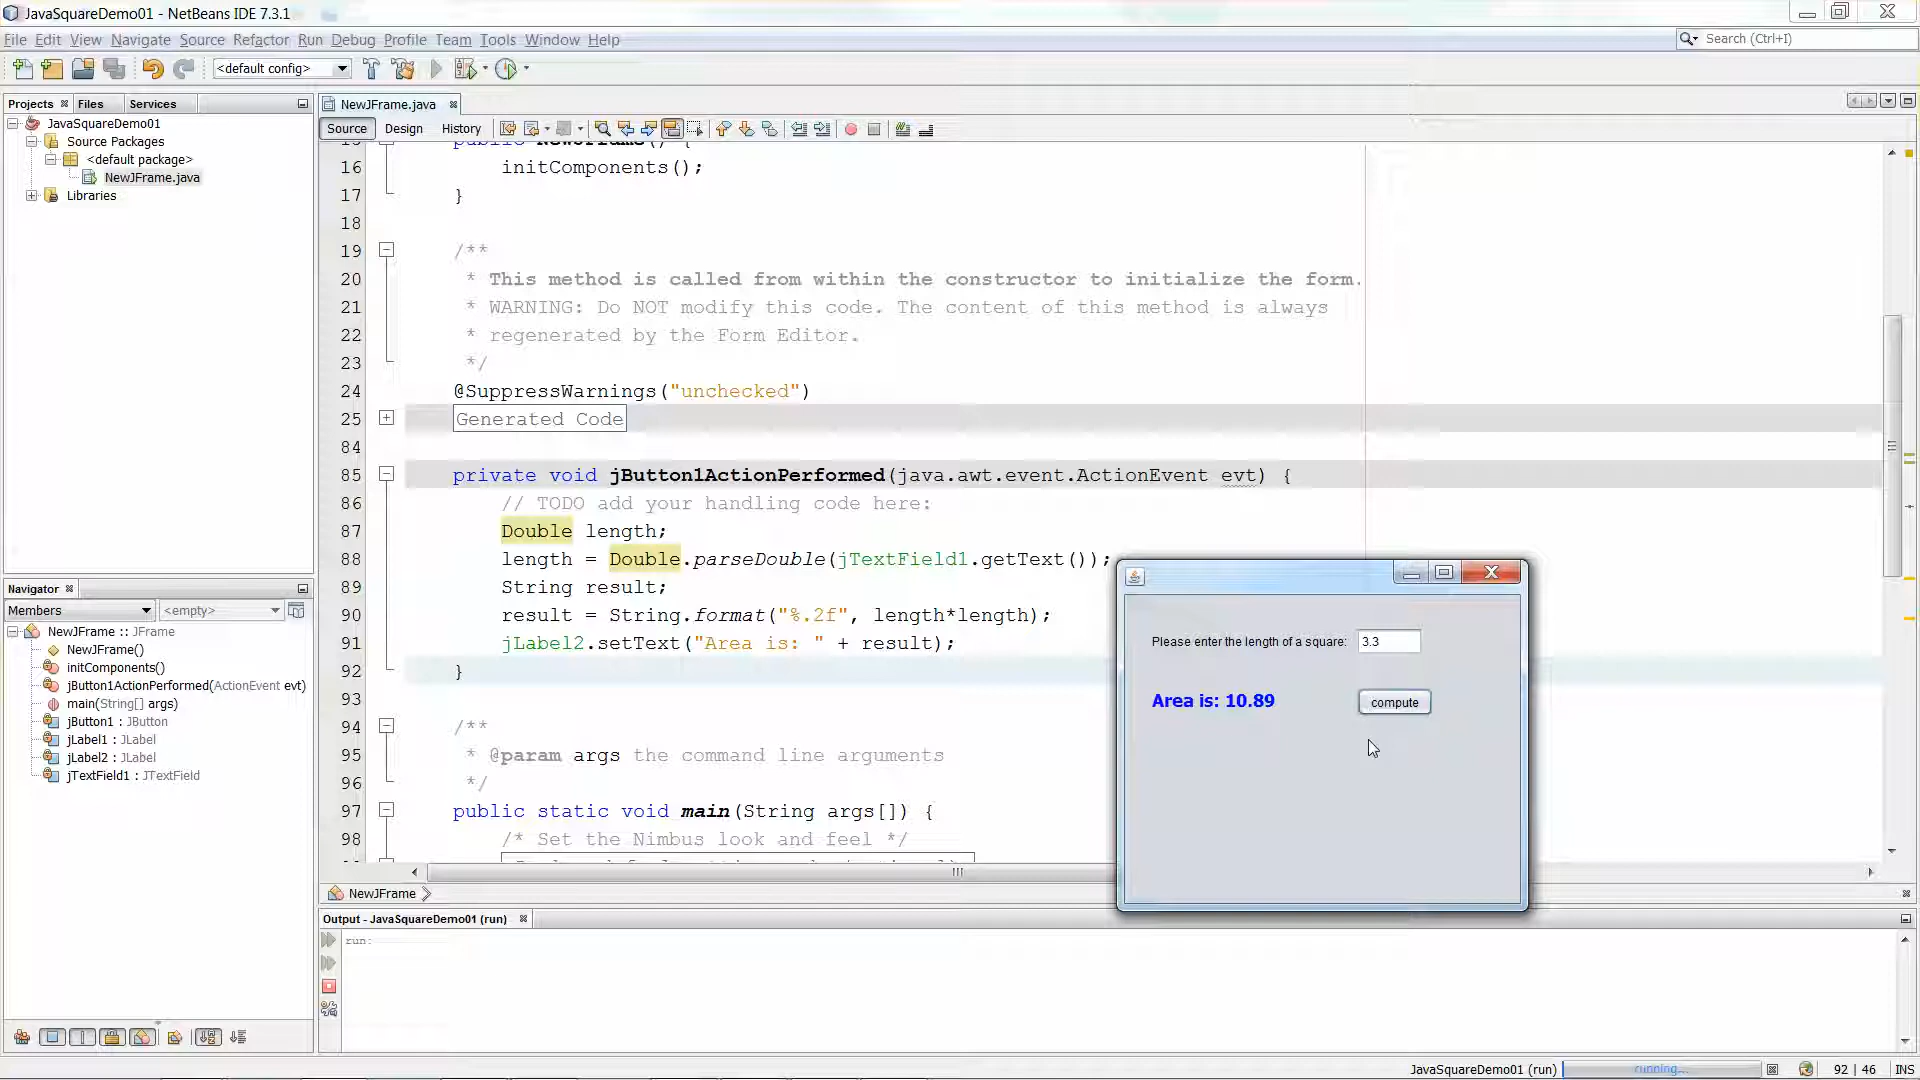 JavaSquareDemo01 - NetBeans IDE 7.3.1
File Edit View Navigate Source Refactor Run Debug Profile Team Tools Window Help
Search (Ctrl+I)
<default config>
Projects Files Services
NewJFrame.java
JavaSquareDemo01
Source Packages
<default package>
NewJFrame.java
Libraries
Source Design History
16 initComponents();
17 }
18
19 /**
20 * This method is called from within the constructor to initialize the form.
21 * WARNING: Do NOT modify this code. The content of this method is always
22 * regenerated by the Form Editor.
23 */
24 @SuppressWarnings("unchecked")
25 Generated Code
84
85 private void jButton1ActionPerformed(java.awt.event.ActionEvent evt) {
86 // TODO add your handling code here:
87 Double length;
88 length = Double.parseDouble(jTextField1.getText());
89 String result;
90 result = String.format("%.2f", length*length);
91 jLabel2.setText("Area is: " + result);
92 }
93
94 /**
95 * @param args the command line arguments
96 */
97 public static void main(String args[]) {
98 /* Set the Nimbus look and feel */
Navigator
Members <empty>
NewJFrame :: JFrame
NewJFrame()
initComponents()
jButton1ActionPerformed(ActionEvent evt)
main(String[] args)
jButton1 : JButton
jLabel1 : JLabel
jLabel2 : JLabel
jTextField1 : JTextField
Please enter the length of a square: 3.3
Area is: 10.89 compute
NewJFrame
Output - JavaSquareDemo01 (run)
run:
JavaSquareDemo01 (run) running... 92 | 46 INS